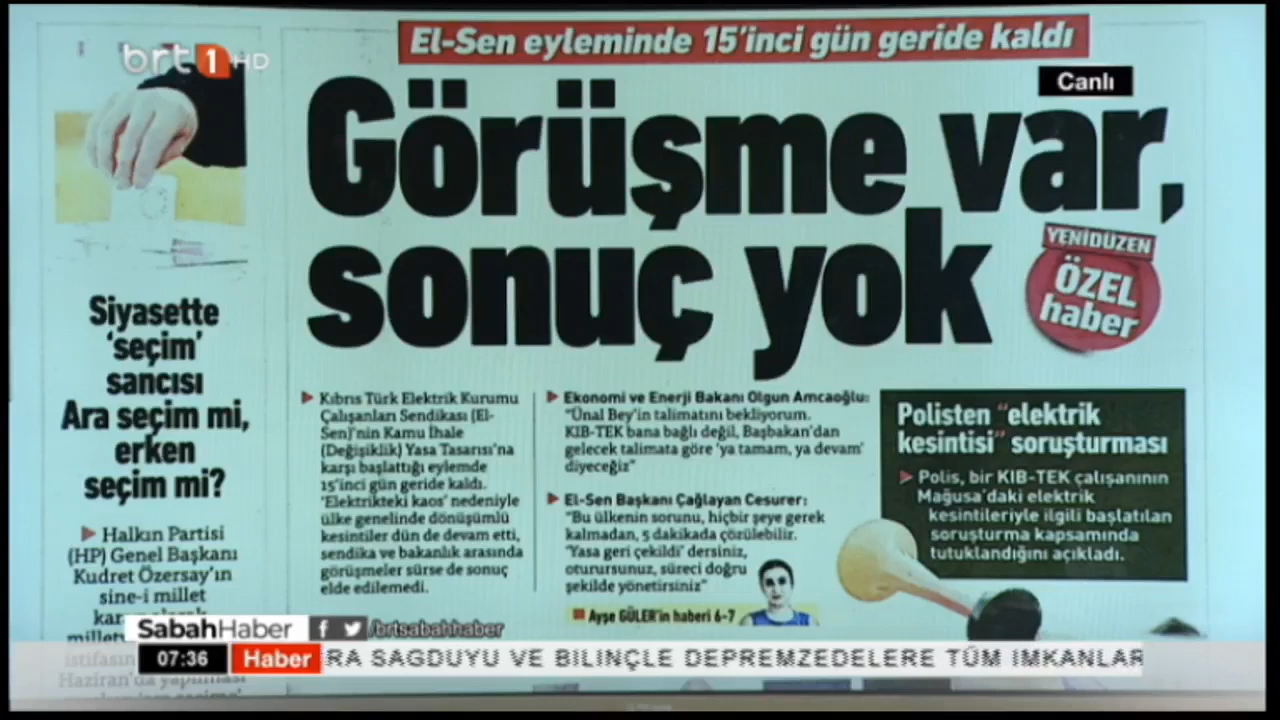 brt 1 HD
El-Sen eyleminde 15'inci gün geride kaldı
Canlı
Görüşme var,
sonuç yok
YENİDÜZEN
ÖZEL
haber
Siyasette
'seçim'
sancısı
Ara seçim mi,
erken
seçim mi?
Halkın Partisi
(HP) Genel Başkanı
Kudret Özersay'ın
sine-i millet
Kıbrıs Türk Elektrik Kurumu
Çalışanları Sendikası (El-
Sen)'nin Kamu İhale
(Değişiklik) Yasa Tasarısı'na
karşı başlattığı eylemde
15'inci gün geride kaldı.
'Elektrikteki kaos' nedeniyle
ülke genelinde dönüşümlü
kesintiler dün de devam etti,
sendika ve bakanlık arasında
görüşmeler sürse de sonuç
elde edilemedi.
Ekonomi ve Enerji Bakanı Olgun Amcaoğlu:
"Ünal Bey'in talimatını bekliyorum.
KIB-TEK bana bağlı değil, Başbakan'dan
gelecek talimata göre 'ya tamam, ya devam'
diyeceğiz"
El-Sen Başkanı Çağlayan Cesurer:
"Bu ülkenin sorunu, hiçbir şeye gerek
kalmadan, 5 dakikada çözülebilir.
'Yasa geri çekildi' dersiniz,
oturursunuz, süreci doğru
şekilde yönetirsiniz"
Ayşe GÜLER'in haberi 6-7
Polisten "elektrik
kesintisi" soruşturması
Polis, bir KIB-TEK çalışanının
Mağusa'daki elektrik
kesintileriyle ilgili başlatılan
soruşturma kapsamında
tutuklandığını açıkladı.
SabahHaber /brtsabahhaber
07:36 Haber RA SAĞDUYU VE BİLİNÇLE DEPREMZEDELERE TÜM İMKANLAR